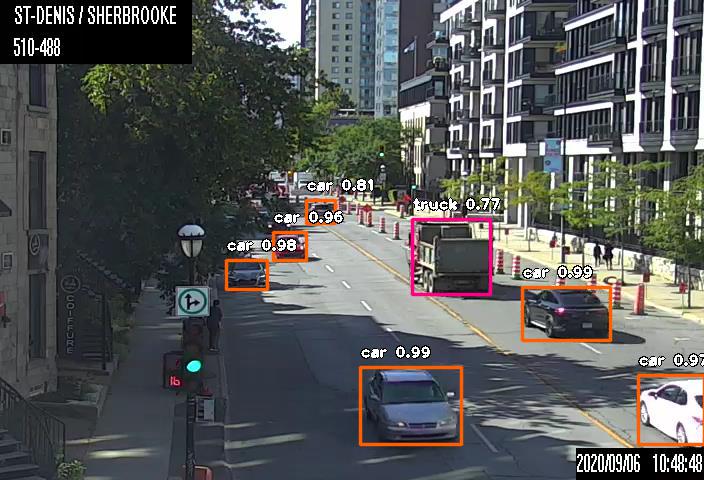 ST-DENIS / SHERBROOKE
510-488
car 0.81
truck 0.77
car 0.96
car 0.98
car 0.99
car 0.99
car 0.97
COIFFURE
16
2020/09/06 10:48:48